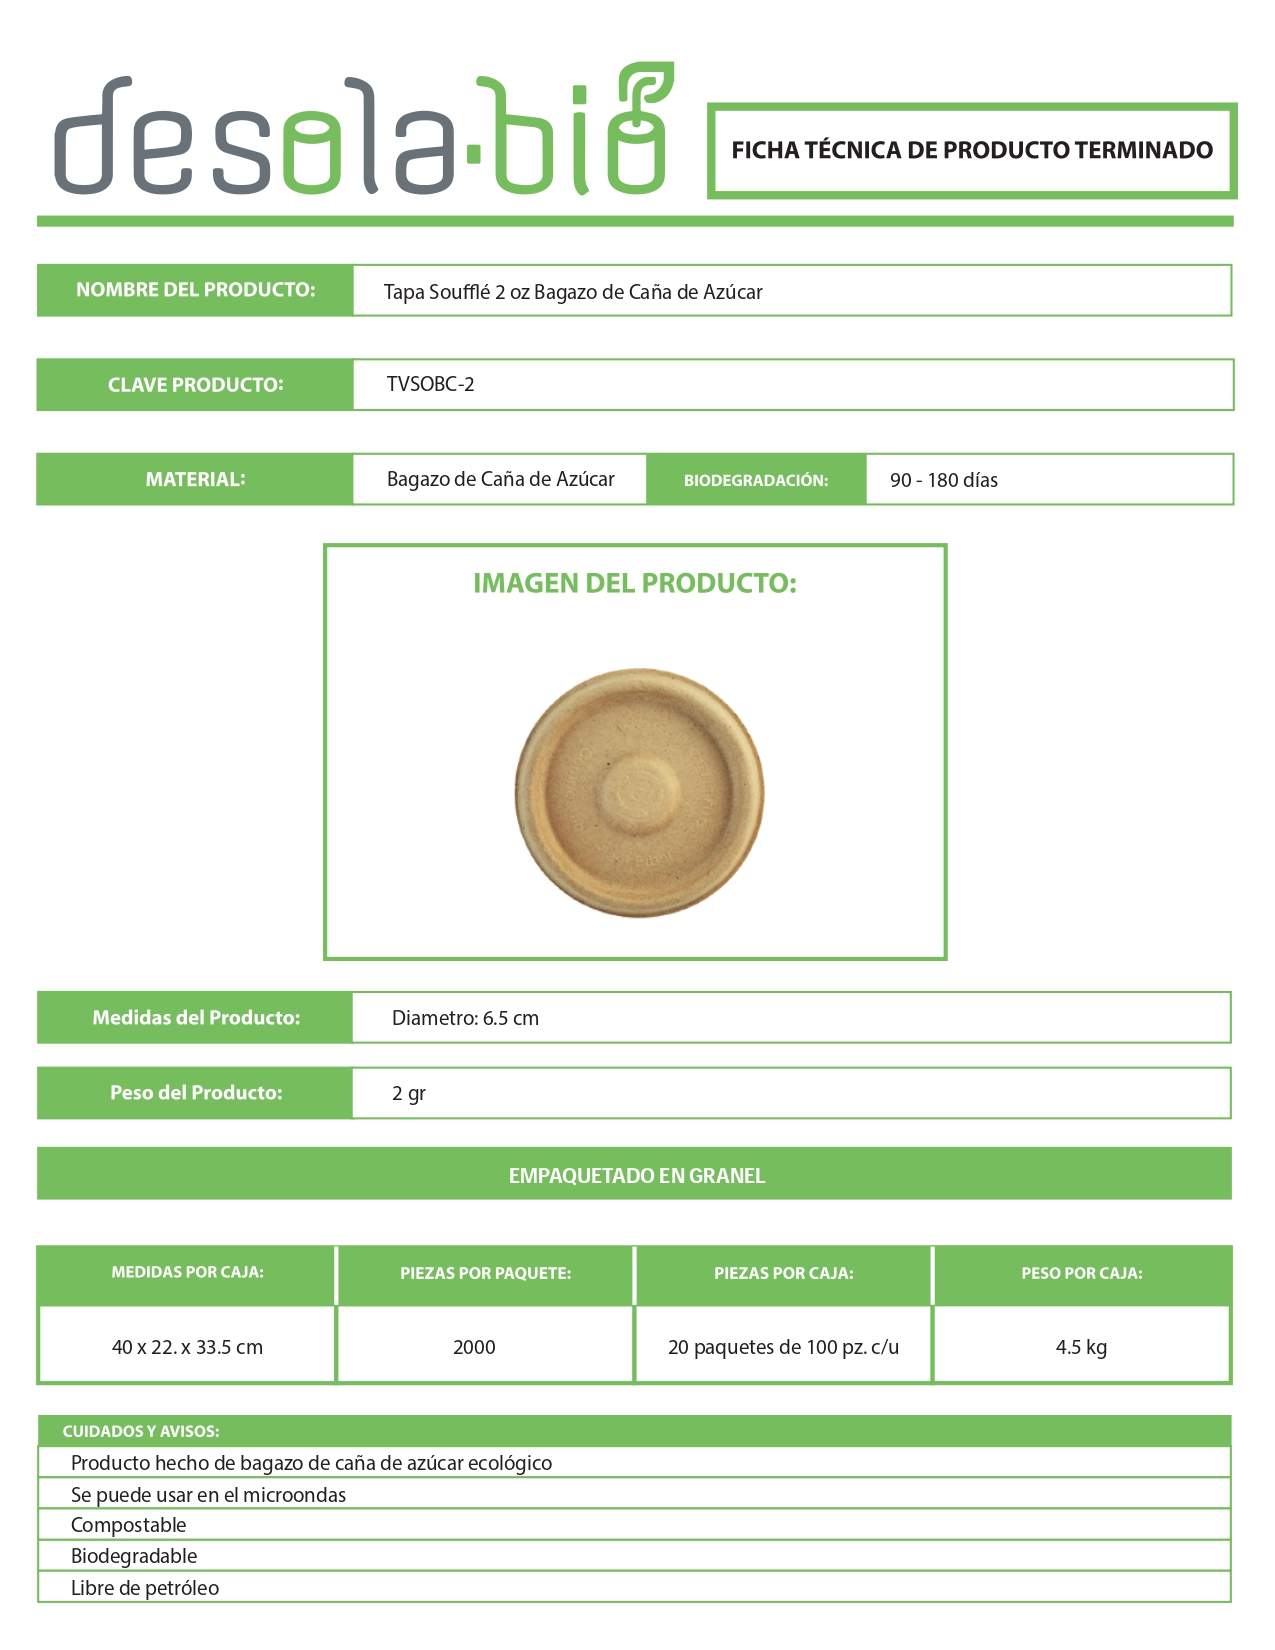 desola.bio
FICHA TÉCNICA DE PRODUCTO TERMINADO
NOMBRE DEL PRODUCTO: Tapa Soufflé 2 oz Bagazo de Caña de Azúcar
CLAVE PRODUCTO: TVSOBC-2
MATERIAL: Bagazo de Caña de Azúcar BIODEGRADACIÓN: 90 - 180 días
IMAGEN DEL PRODUCTO:
Medidas del Producto: Diametro: 6.5 cm
Peso del Producto: 2 gr
EMPAQUETADO EN GRANEL
MEDIDAS POR CAJA: PIEZAS POR PAQUETE: PIEZAS POR CAJA: PESO POR CAJA:
40 x 22. x 33.5 cm 2000 20 paquetes de 100 pz. c/u 4.5 kg
CUIDADOS Y AVISOS:
Producto hecho de bagazo de caña de azúcar ecológico
Se puede usar en el microondas
Compostable
Biodegradable
Libre de petróleo